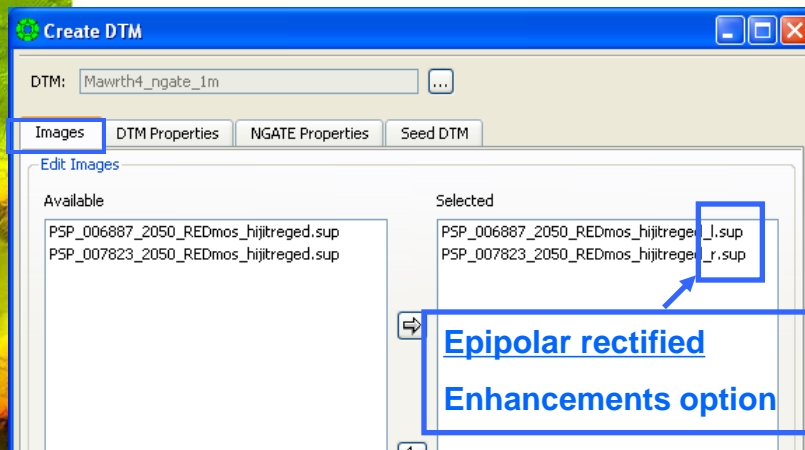 Create DTM
DTM: Mawrth4_ngate_1m ...
Images DTM Properties NGATE Properties Seed DTM
Edit Images
Available Selected
PSP_006887_2050_REDmos_hijitreged.sup PSP_006887_2050_REDmos_hijitreged_l.sup
PSP_007823_2050_REDmos_hijitreged.sup PSP_007823_2050_REDmos_hijitreged_r.sup
Epipolar rectified
Enhancements option